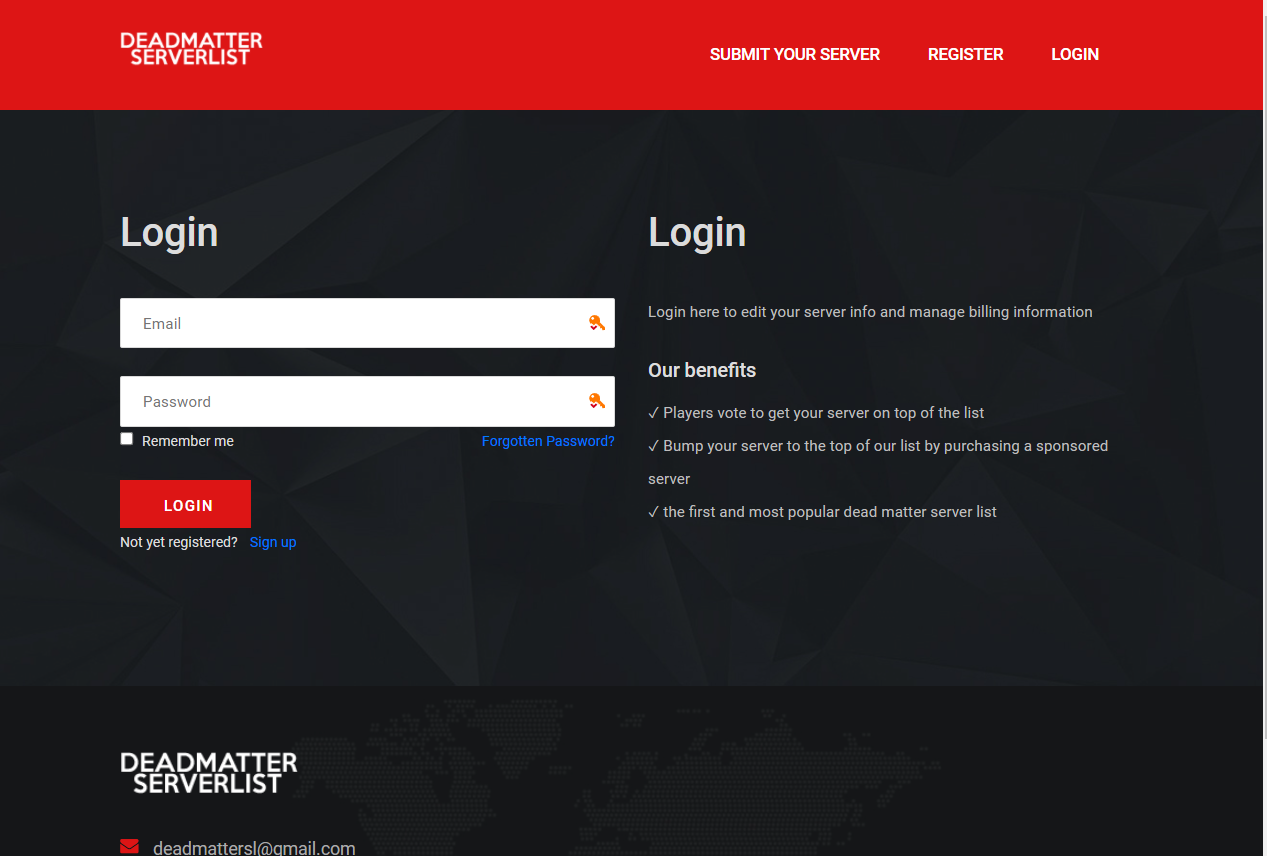 DEADMATTER
SERVERLIST
SUBMIT YOUR SERVER
REGISTER
LOGIN
Login
Email
Password
Remember me
Forgotten Password?
LOGIN
Not yet registered? Sign up
Login
Login here to edit your server info and manage billing information
Our benefits
✓ Players vote to get your server on top of the list
✓ Bump your server to the top of our list by purchasing a sponsored
server
✓ the first and most popular dead matter server list
DEADMATTER
SERVERLIST
deadmattersl@gmail.com